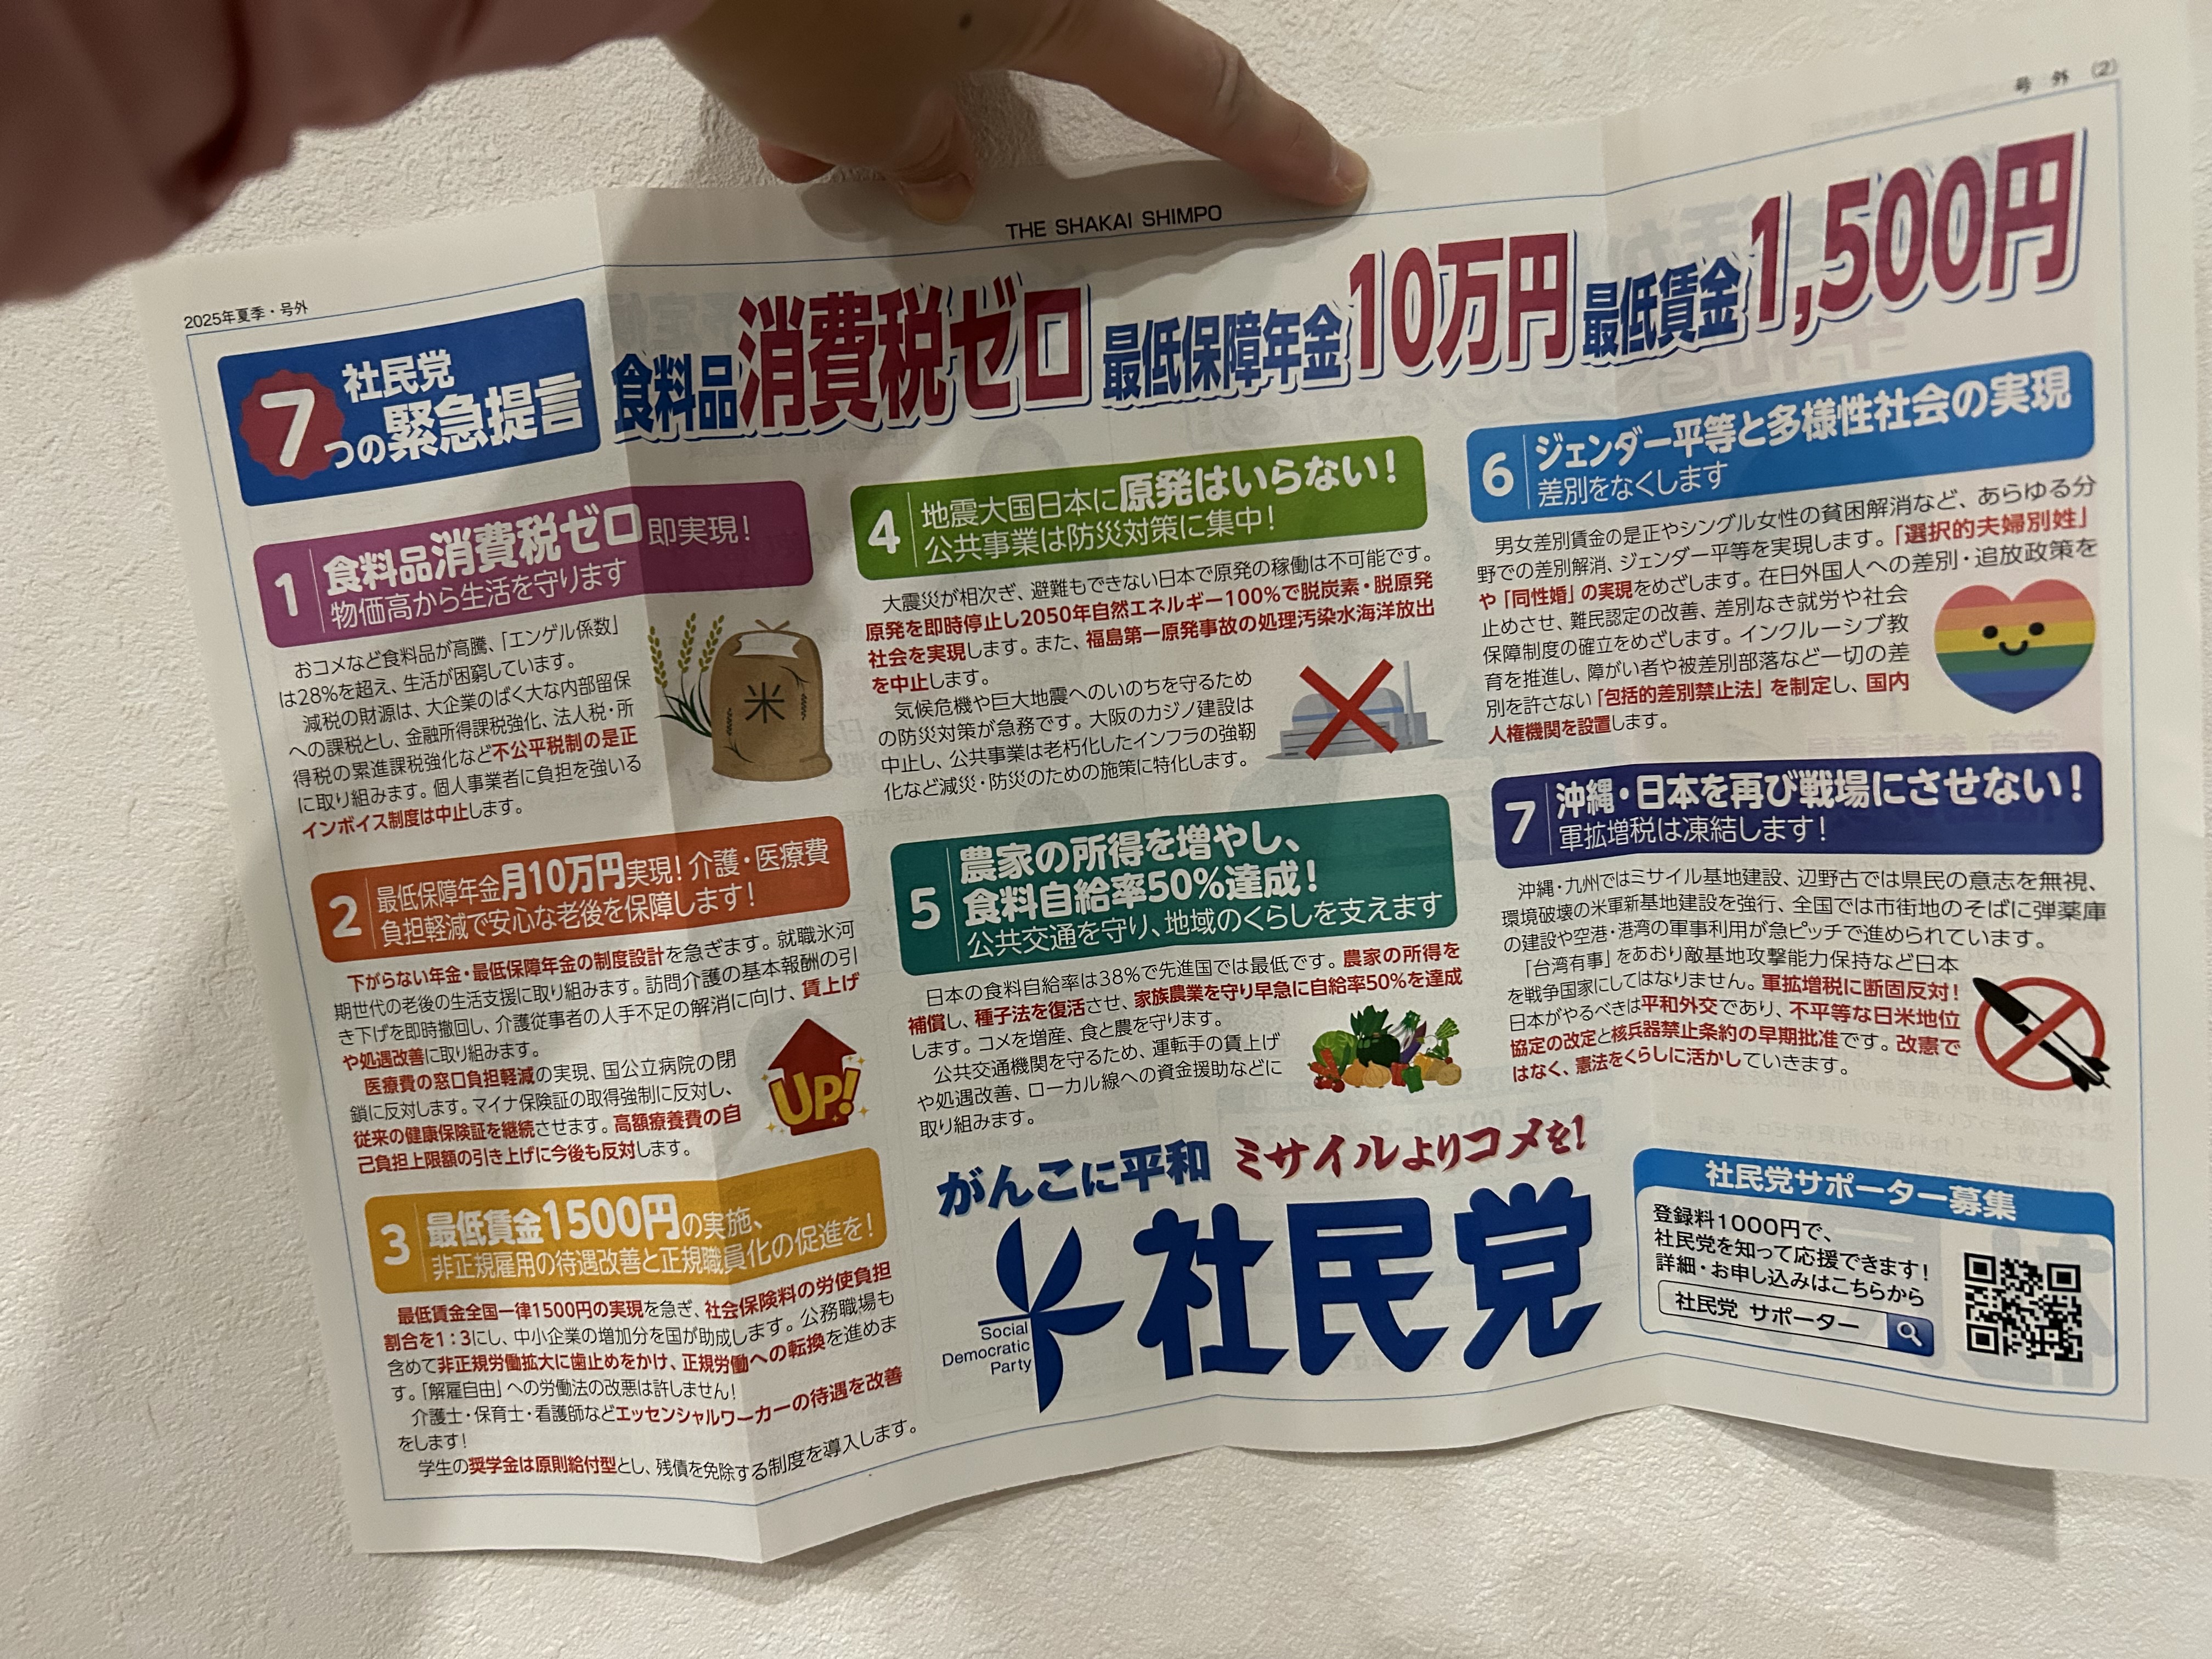 THE SHAKAI SHIMPO
号 外 (2)
2025年夏季・号外
社民党
7つの緊急提言
食料品消費税ゼロ 最低保障年金10万円 最低賃金1,500円
1 食料品消費税ゼロ即実現！
物価高から生活を守ります
おコメなど食料品が高騰、「エンゲル係数」
は28%を超え、生活が困窮しています。
減税の財源は、大企業のばく大な内部留保
への課税とし、金融所得課税強化、法人税・所
得税の累進課税強化など不公平税制の是正
に取り組みます。個人事業者に負担を強いる
インボイス制度は中止します。
米
2 最低保障年金月10万円実現！介護・医療費
負担軽減で安心な老後を保障します！
下がらない年金・最低保障年金の制度設計を急ぎます。就職氷河
期世代の老後の生活支援に取り組みます。訪問介護の基本報酬の引
き下げを即時撤回し、介護従事者の人手不足の解消に向け、賃上げ
や処遇改善に取り組みます。
医療費の窓口負担軽減の実現、国公立病院の閉
鎖に反対します。マイナ保険証の取得強制に反対し、
従来の健康保険証を継続させます。高額療養費の自
己負担上限額の引き上げに今後も反対します。
UP!
3 最低賃金1500円の実施、
非正規雇用の待遇改善と正規職員化の促進を！
最低賃金全国一律1500円の実現を急ぎ、社会保険料の労使負担
割合を1：3にし、中小企業の増加分を国が助成します。公務職場も
含めて非正規労働拡大に歯止めをかけ、正規労働への転換を進めま
す。「解雇自由」への労働法の改悪は許しません！
介護士・保育士・看護師などエッセンシャルワーカーの待遇を改善
をします！
学生の奨学金は原則給付型とし、残債を免除する制度を導入します。
4 地震大国日本に原発はいらない！
公共事業は防災対策に集中！
大震災が相次ぎ、避難もできない日本で原発の稼働は不可能です。
原発を即時停止し2050年自然エネルギー100%で脱炭素・脱原発
社会を実現します。また、福島第一原発事故の処理汚染水海洋放出
を中止します。
気候危機や巨大地震へのいのちを守るため
の防災対策が急務です。大阪のカジノ建設は
中止し、公共事業は老朽化したインフラの強靭
化など減災・防災のための施策に特化します。
5 農家の所得を増やし、
食料自給率50%達成！
公共交通を守り、地域のくらしを支えます
日本の食料自給率は38%で先進国では最低です。農家の所得を
補償し、種子法を復活させ、家族農業を守り早急に自給率50%を達成
します。コメを増産、食と農を守ります。
公共交通機関を守るため、運転手の賃上げ
や処遇改善、ローカル線への資金援助などに
取り組みます。
6 ジェンダー平等と多様性社会の実現
差別をなくします
男女差別賃金の是正やシングル女性の貧困解消など、あらゆる分
野での差別解消、ジェンダー平等を実現します。「選択的夫婦別姓」
や「同性婚」の実現をめざします。在日外国人への差別・追放政策を
止めさせ、難民認定の改善、差別なき就労や社会
保障制度の確立をめざします。インクルーシブ教
育を推進し、障がい者や被差別部落など一切の差
別を許さない「包括的差別禁止法」を制定し、国内
人権機関を設置します。
7 沖縄・日本を再び戦場にさせない！
軍拡増税は凍結します！
沖縄・九州ではミサイル基地建設、辺野古では県民の意志を無視、
環境破壊の米軍新基地建設を強行、全国では市街地のそばに弾薬庫
の建設や空港・港湾の軍事利用が急ピッチで進められています。
「台湾有事」をあおり敵基地攻撃能力保持など日本
を戦争国家にしてはなりません。軍拡増税に断固反対！
日本がやるべきは平和外交であり、不平等な日米地位
協定の改定と核兵器禁止条約の早期批准です。改憲で
はなく、憲法をくらしに活かしていきます。
がんこに平和 ミサイルよりコメを！
社民党
Social
Democratic
Party
社民党サポーター募集
登録料1000円で、
社民党を知って応援できます！
詳細・お申し込みはこちらから
社民党 サポーター